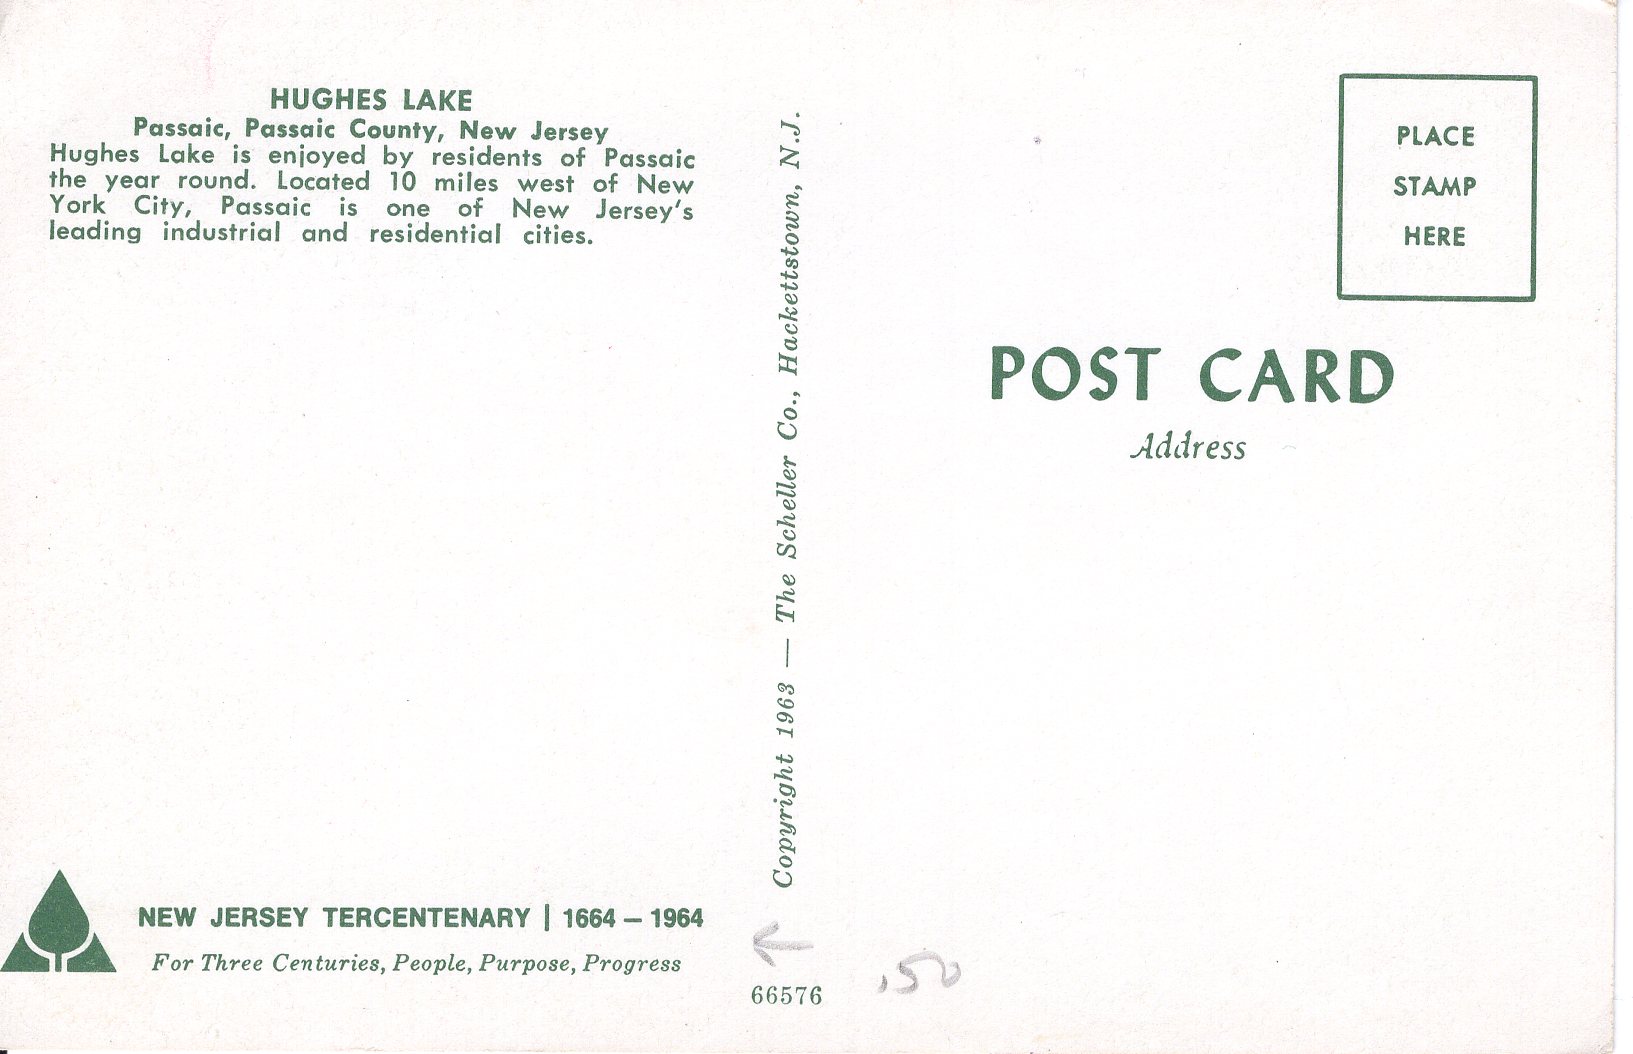 HUGHES LAKE
Passaic, Passaic County, New Jersey
Hughes Lake is enjoyed by residents of Passaic
the year round. Located 10 miles west of New
York City, Passaic is one of New Jersey's
leading industrial and residential cities.
NEW JERSEY TERCENTENARY | 1664 — 1964
For Three Centuries, People, Purpose, Progress
Copyright 1963 — The Scheller Co., Hackettstown, N.J.
66576
.50
PLACE
STAMP
HERE
POST CARD
Address